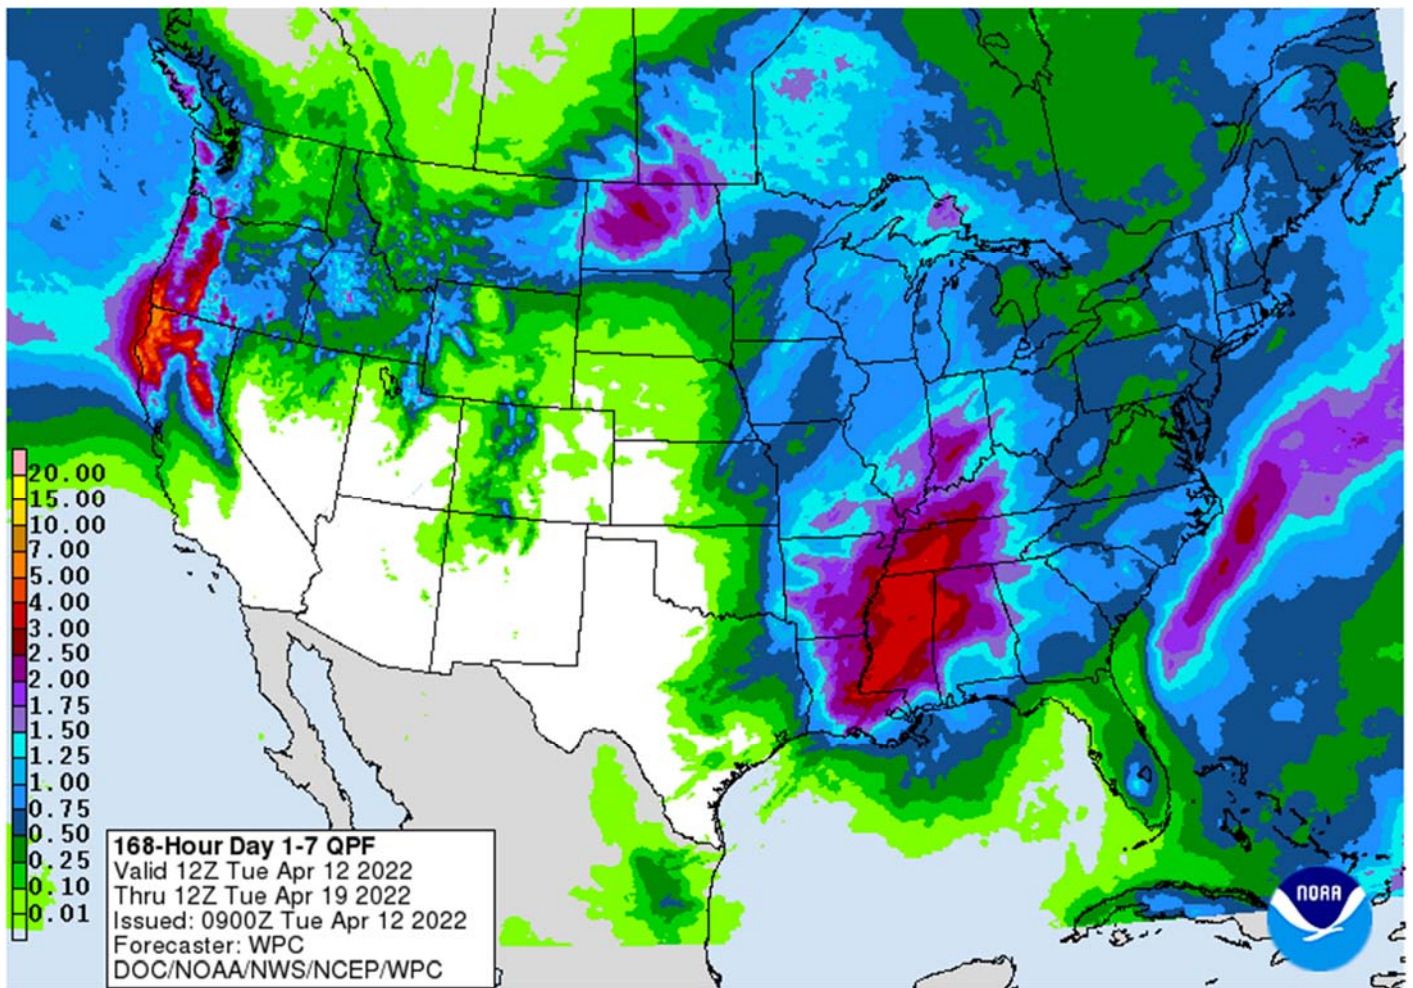 20.00
15.00
10.00
7.00
5.00
4.00
3.00
2.50
2.00
1.75
1.50
1.25
1.00
0.75
0.50
0.25
0.10
0.01
168-Hour Day 1-7 QPF
Valid 12Z Tue Apr 12 2022
Thru 12Z Tue Apr 19 2022
Issued: 0900Z Tue Apr 12 2022
Forecaster: WPC
DOC/NOAA/NWS/NCEP/WPC
NOAA